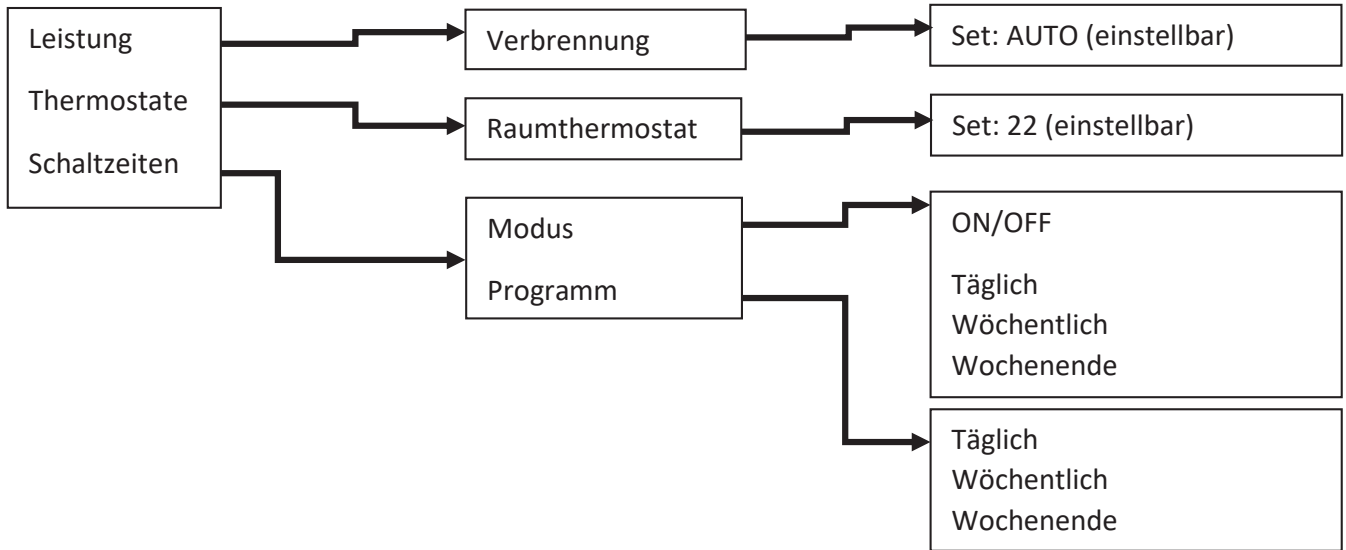 Leistung
Thermostate
Schaltzeiten
Verbrennung
Raumthermostat
Modus
Programm
Set: AUTO (einstellbar)
Set: 22 (einstellbar)
ON/OFF
Täglich
Wöchentlich
Wochenende
Täglich
Wöchentlich
Wochenende